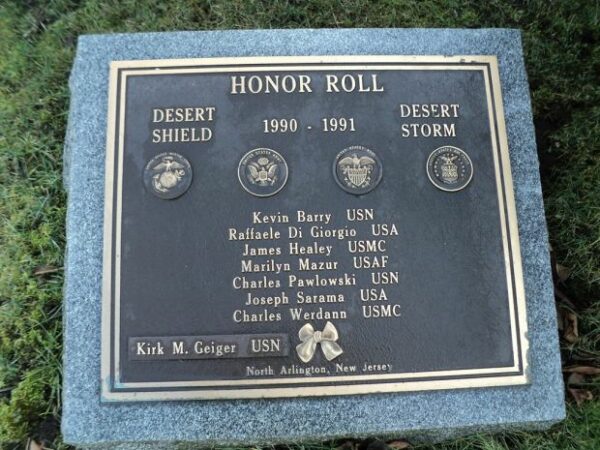 HONOR ROLL
DESERT SHIELD
1990 - 1991
DESERT STORM
Kevin Barry USN
Raffaele Di Giorgio USA
James Healey USMC
Marilyn Mazur USAF
Charles Pawlowski USN
Joseph Sarama USA
Charles Werdann USMC
Kirk M. Geiger USN
North Arlington, New Jersey